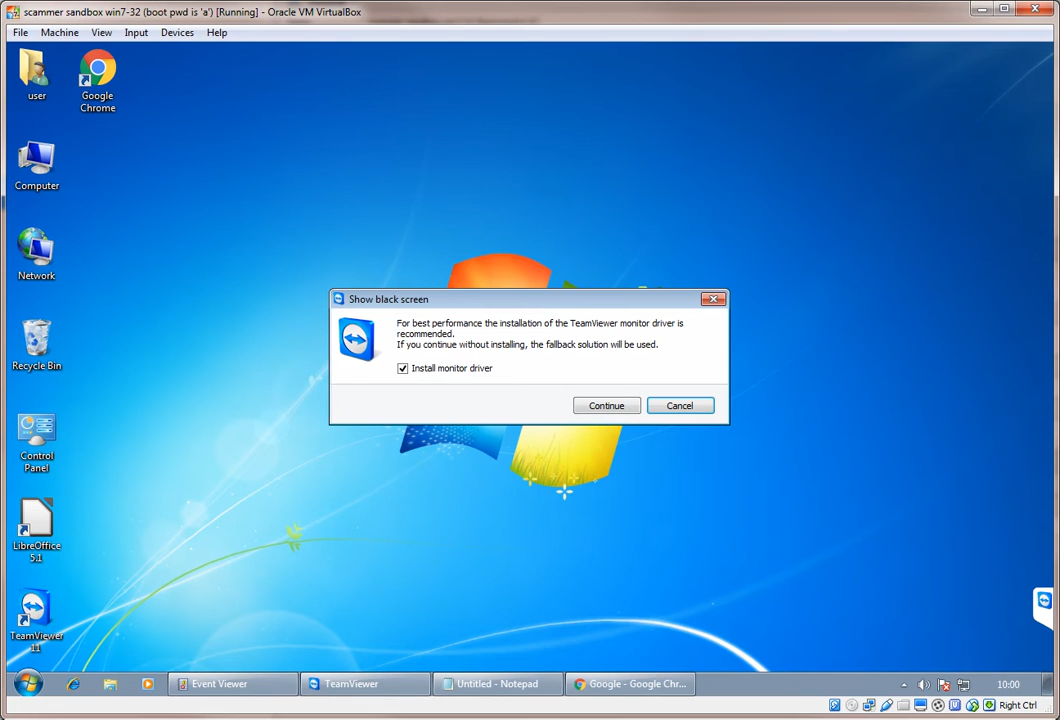 scammer sandbox win7-32 (boot pwd is 'a') [Running] - Oracle VM VirtualBox
File Machine View Input Devices Help
user
Google
Chrome
Computer
Network
Recycle Bin
Control
Panel
LibreOffice
5.1
TeamViewer
11
Show black screen
For best performance the installation of the TeamViewer monitor driver is
recommended.
If you continue without installing, the fallback solution will be used.
Install monitor driver
Continue Cancel
Event Viewer TeamViewer Untitled - Notepad Google - Google Chr... 10:00
Right Ctrl